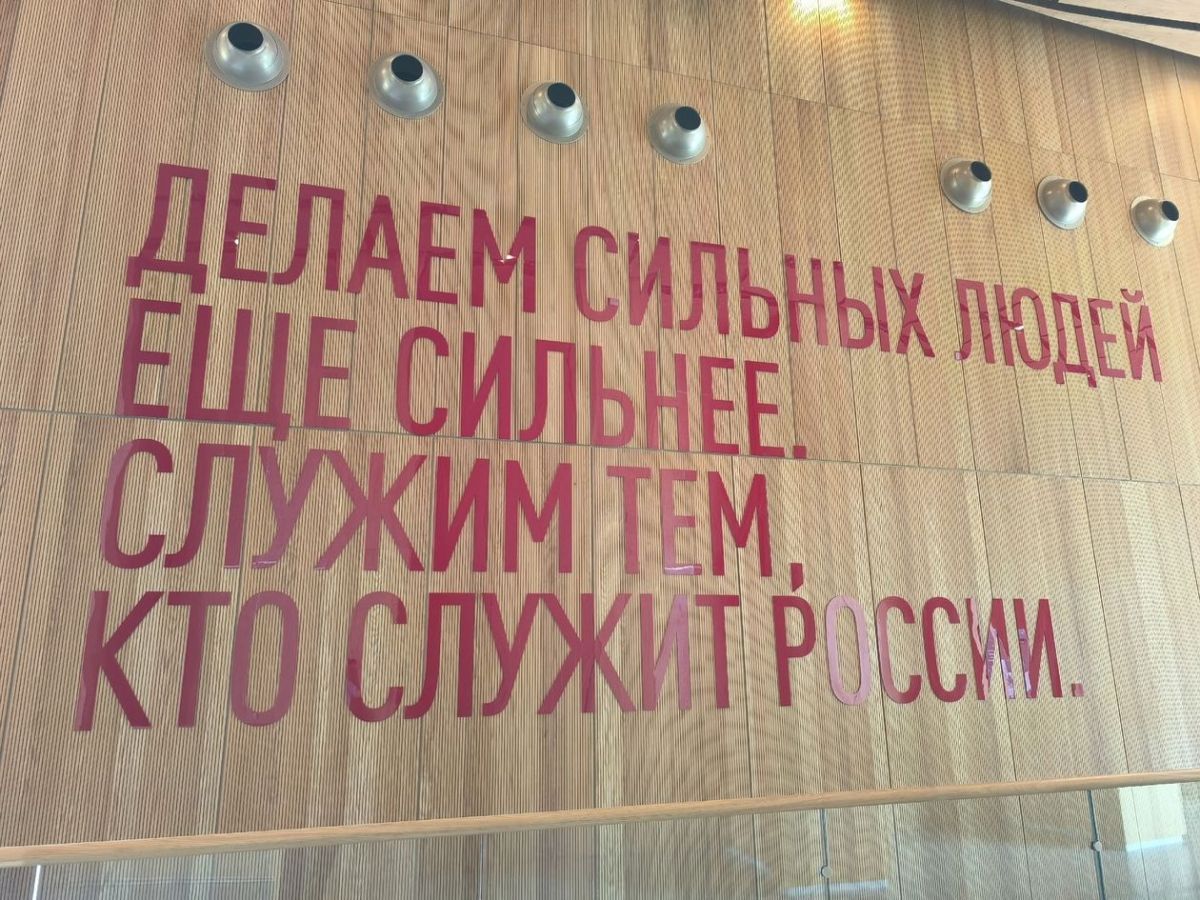 ДЕЛАЕМ СИЛЬНЫХ ЛЮДЕЙ
ЕЩЕ СИЛЬНЕЕ.
СЛУЖИМ ТЕМ,
КТО СЛУЖИТ РОССИИ.